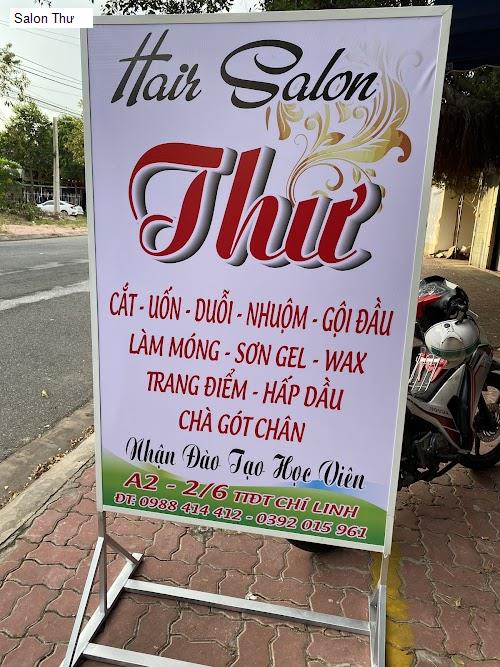 Salon Thư
Hair Salon
Thư
CẮT - UỐN - DUỖI - NHUỘM - GỘI ĐẦU
LÀM MÓNG - SƠN GEL - WAX
TRANG ĐIỂM - HẤP DẦU
CHÀ GÓT CHÂN
Nhận Đào Tạo Học Viên
A2 - 2/6 TTĐT CHÍ LINH
ĐT: 0988 414 412 - 0392 015 961